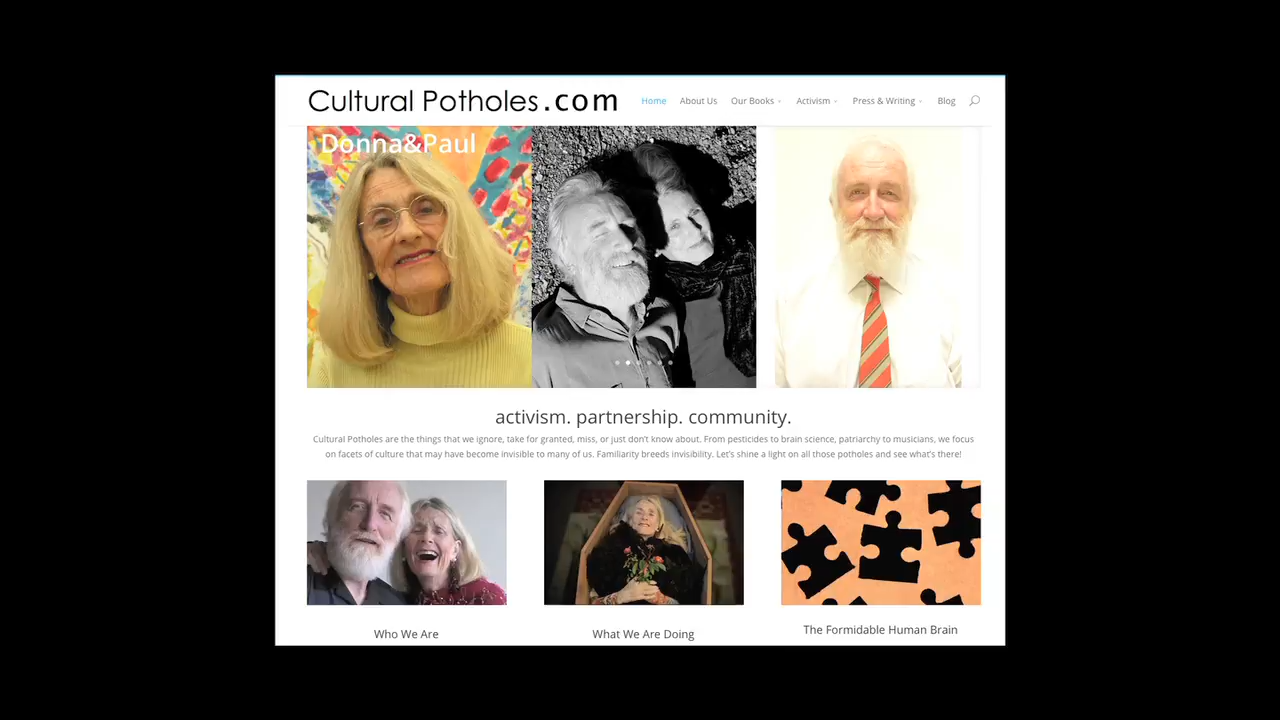 Cultural Potholes.com
Home About Us Our Books Activism Press & Writing Blog
Donna&Paul
activism. partnership. community.
Cultural Potholes are the things that we ignore, take for granted, miss, or just don't know about. From pesticides to brain science, patriarchy to musicians, we focus
on facets of culture that may have become invisible to many of us. Familiarity breeds invisibility. Let's shine a light on all those potholes and see what's there!
Who We Are
What We Are Doing
The Formidable Human Brain